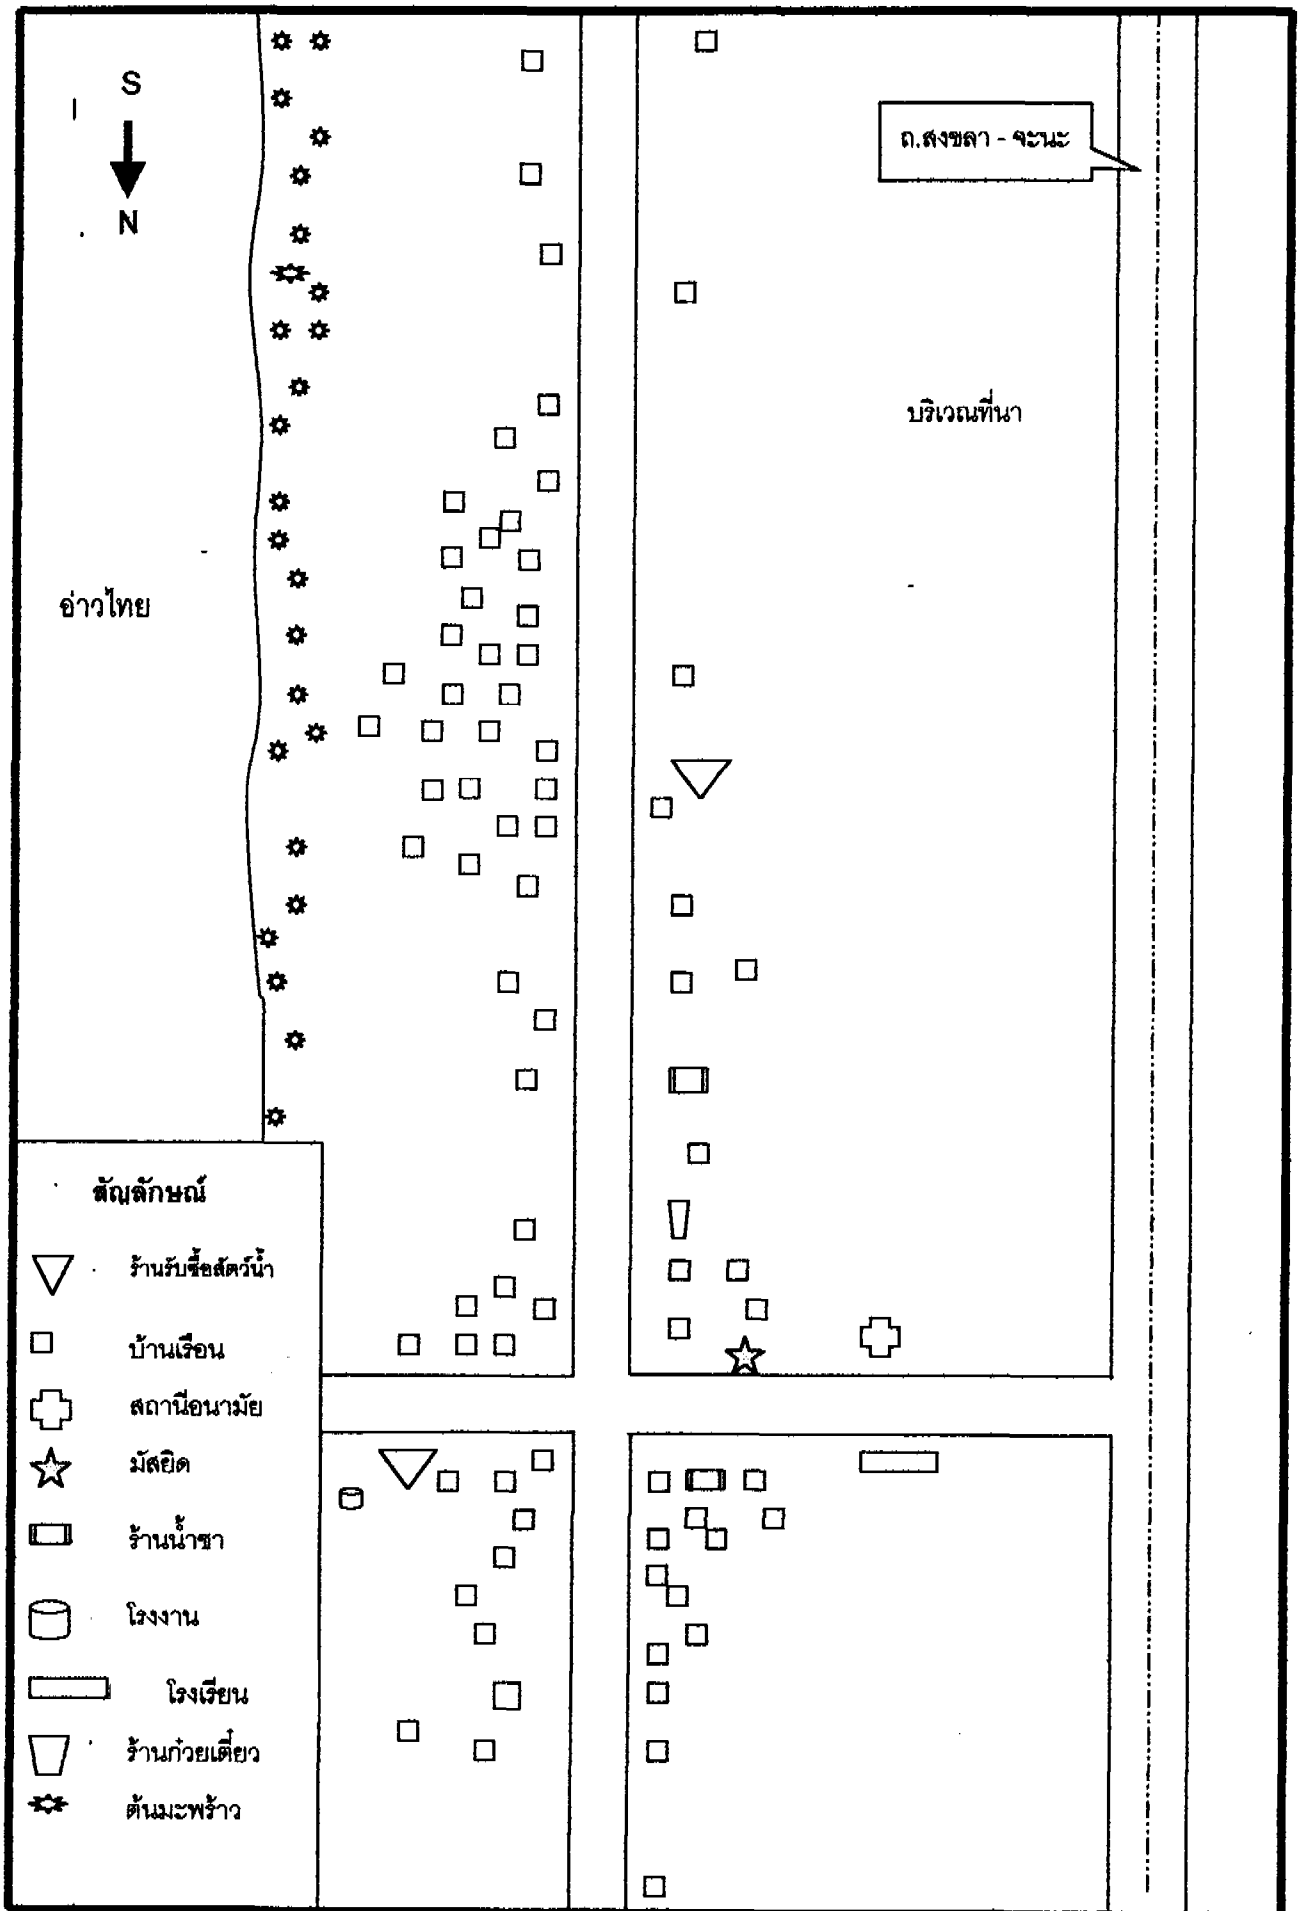 S
N
ถ.สงขลา - จะนะ
บริเวณที่นา
อ่าวไทย
สัญลักษณ์
ร้านรับซื้อสัตว์น้ำ
บ้านเรือน
สถานีอนามัย
มัสยิด
ร้านน้ำชา
โรงงาน
โรงเรียน
ร้านก๋วยเตี๋ยว
ต้นมะพร้าว